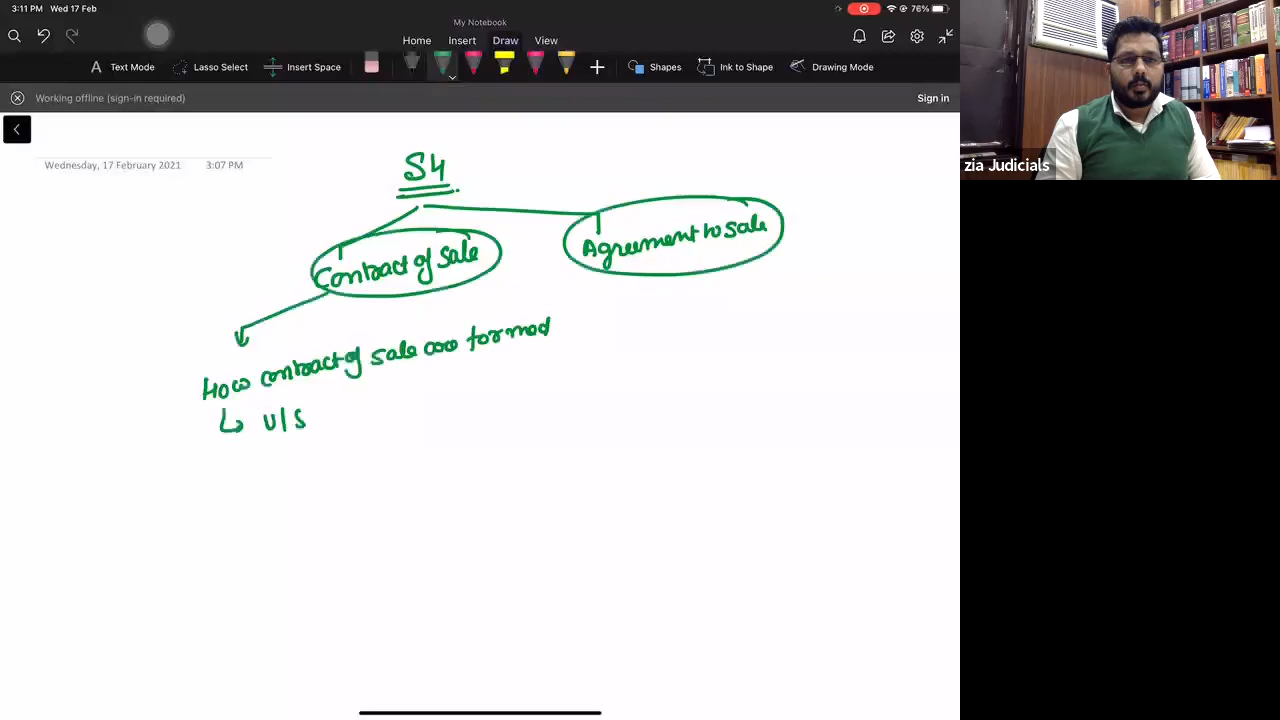 3:11 PM Wed 17 Feb
76%
My Notebook
Home Insert Draw View
Text Mode Lasso Select Insert Space Shapes Ink to Shape Drawing Mode
Working offline (sign-in required) Sign in
Wednesday, 17 February 2021 3:07 PM
S4
Contract of sale
Agreement to sale
How contract of sale are formed
U/S
zia Judicials